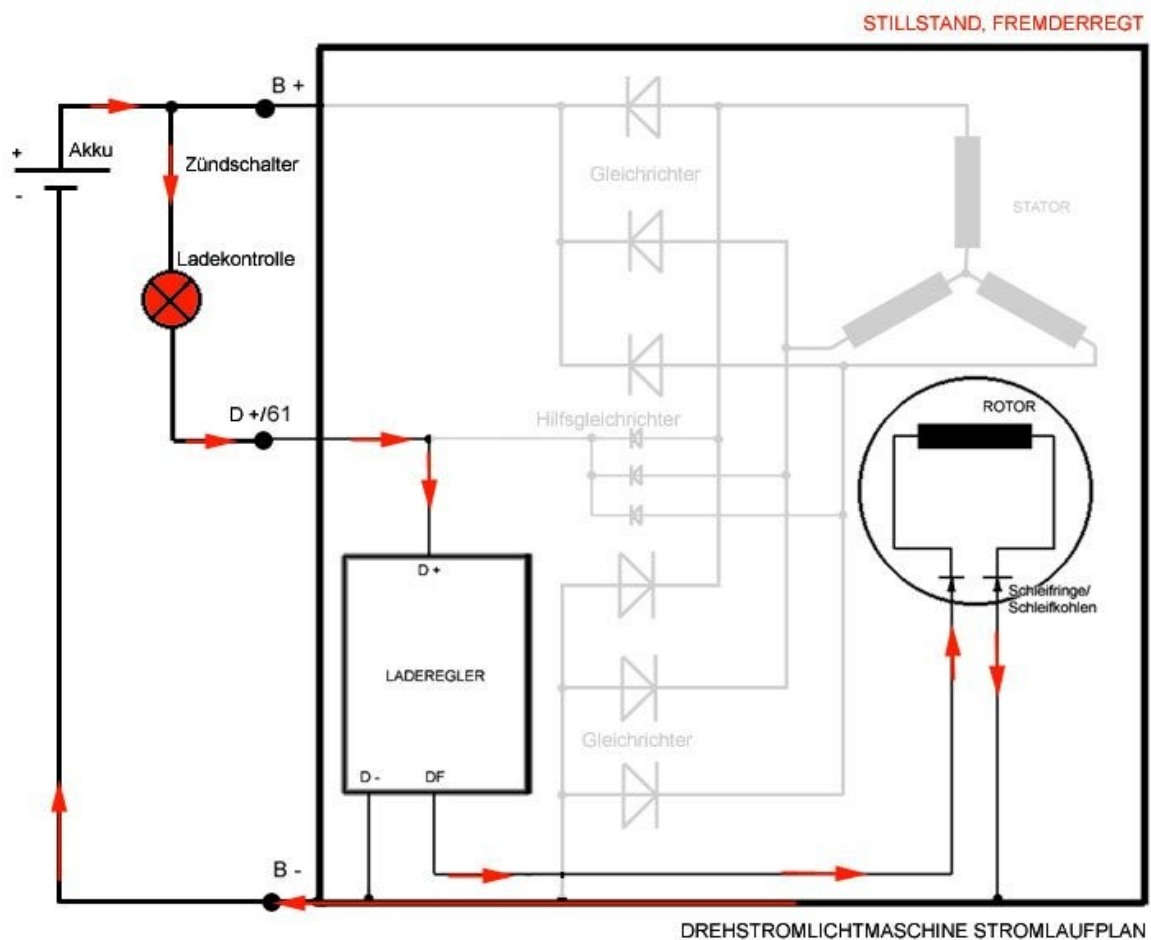 STILLSTAND, FREMDERREGT
B +
+
Akku
-
Zündschalter
Gleichrichter
STATOR
Ladekontrolle
D +/61
Hilfsgleichrichter
ROTOR
Schleifringe/
Schleifkohlen
D +
LADEREGLER
D -
DF
Gleichrichter
B -
DREHSTROMLICHTMASCHINE STROMLAUFPLAN